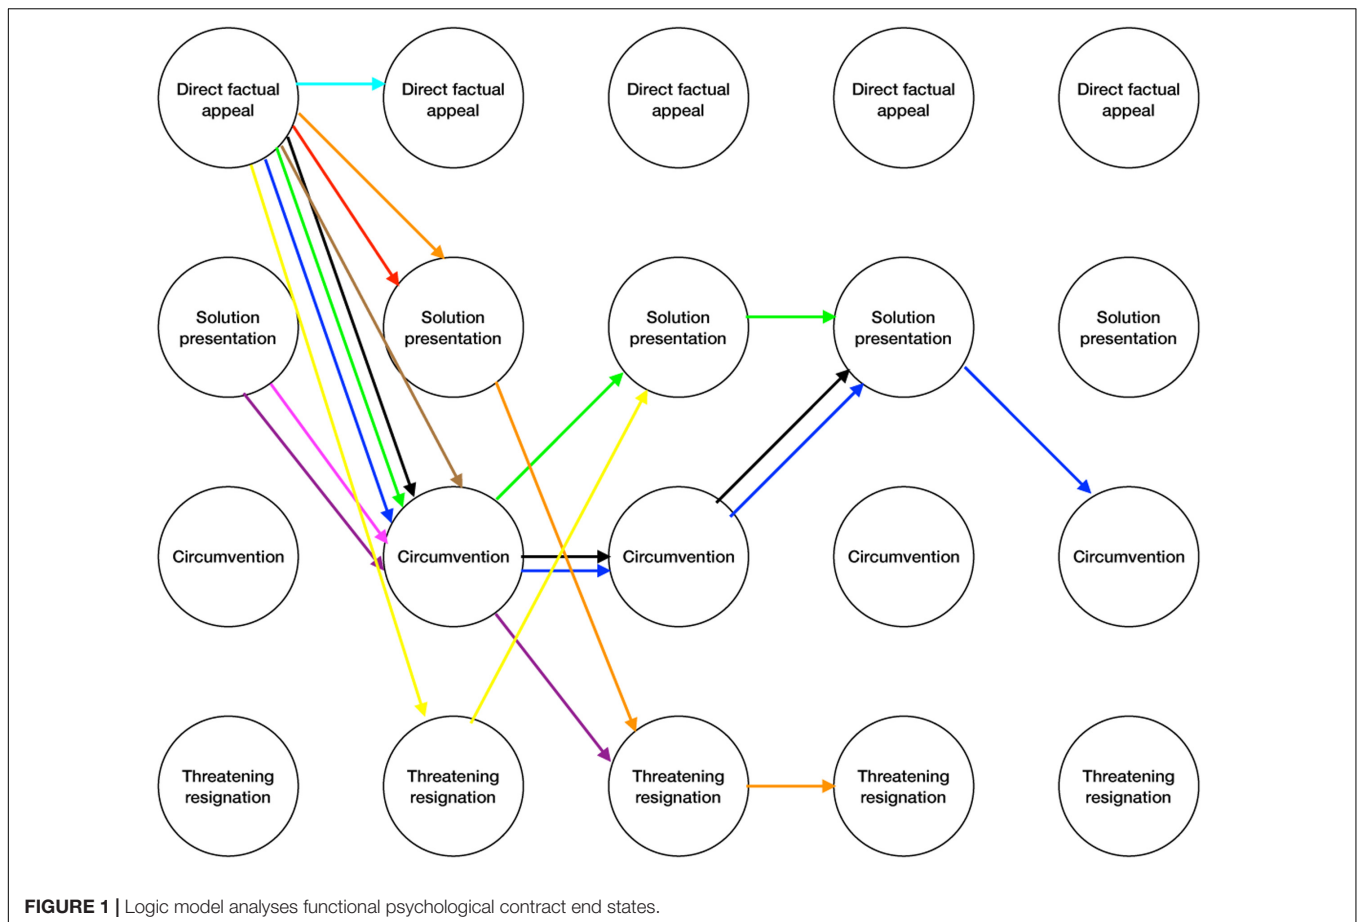 Direct factual
appeal
Direct factual
appeal
Direct factual
appeal
Direct factual
appeal
Direct factual
appeal
Solution
presentation
Solution
presentation
Solution
presentation
Solution
presentation
Solution
presentation
Circumvention
Circumvention
Circumvention
Circumvention
Circumvention
Threatening
resignation
Threatening
resignation
Threatening
resignation
Threatening
resignation
Threatening
resignation
FIGURE 1 | Logic model analyses functional psychological contract end states.